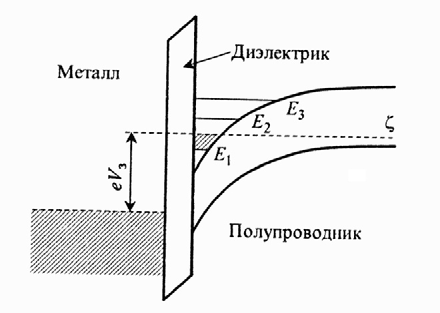 Диэлектрик
Металл
E₃
E₂
ζ
E₁
eV₃
Полупроводник